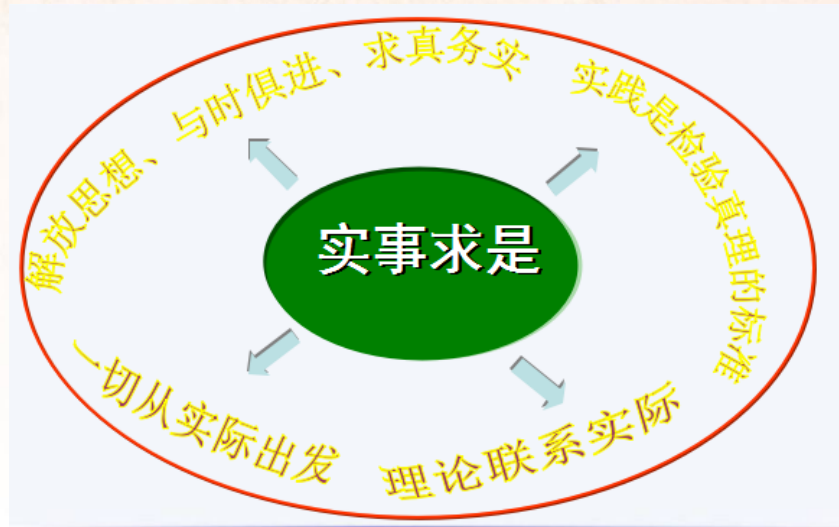 解放思想、与时俱进、求真务实
实践是检验真理的标准
实事求是
一切从实际出发
理论联系实际